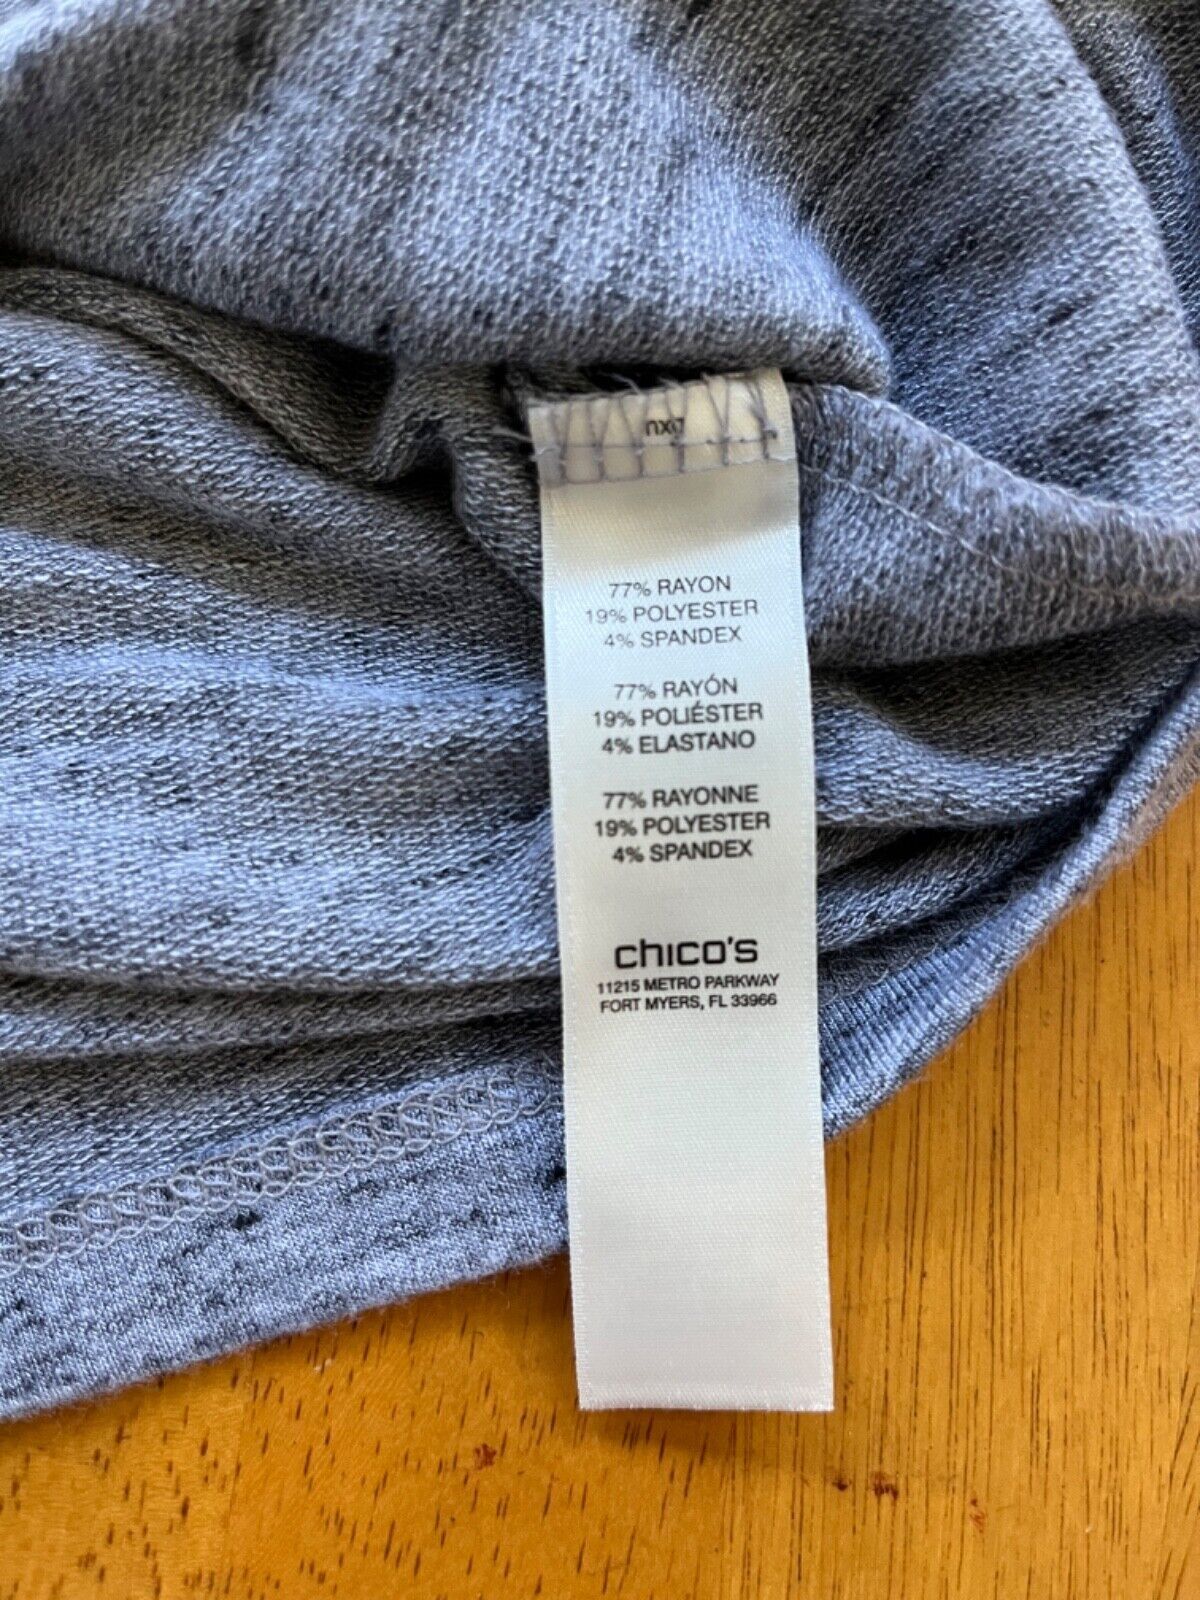 77% RAYON
19% POLYESTER
4% SPANDEX
77% RAYÓN
19% POLIÉSTER
4% ELASTANO
77% RAYONNE
19% POLYESTER
4% SPANDEX
chico's
11215 METRO PARKWAY
FORT MYERS, FL 33966